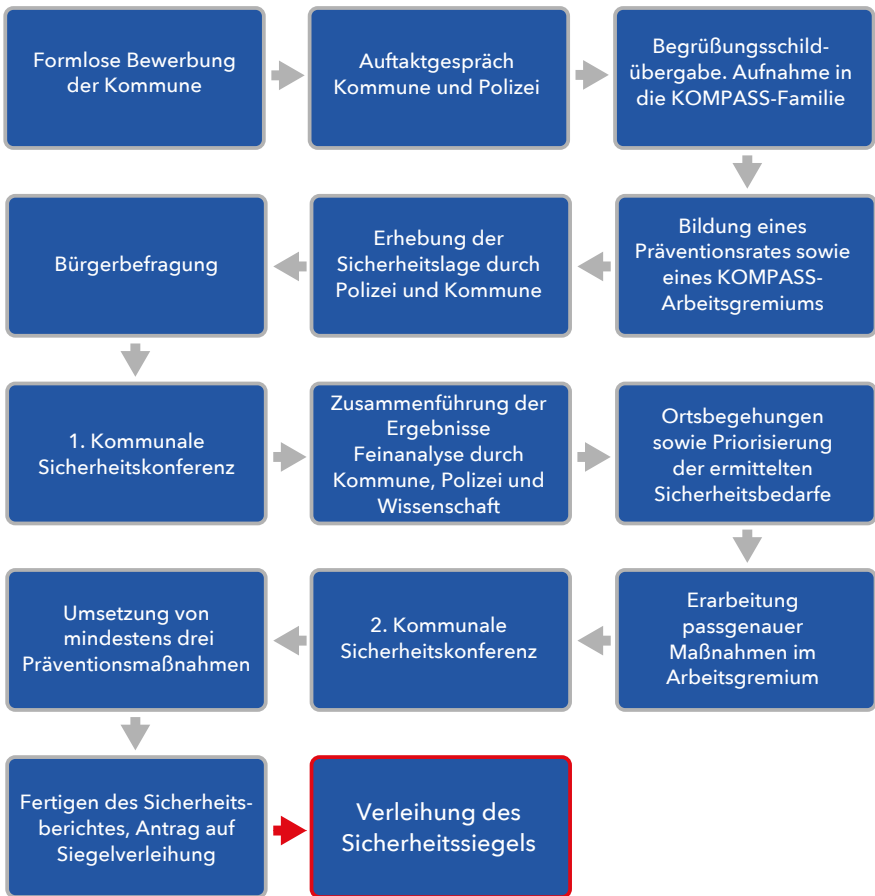 Formlose Bewerbung
der Kommune
Auftaktgespräch
Kommune und Polizei
Begrüßungsschild-
übergabe. Aufnahme in
die KOMPASS-Familie
Bildung eines
Präventionsrates sowie
eines KOMPASS-
Arbeitsgremiums
Erhebung der
Sicherheitslage durch
Polizei und Kommune
Bürgerbefragung
1. Kommunale
Sicherheitskonferenz
Zusammenführung der
Ergebnisse
Feinanalyse durch
Kommune, Polizei und
Wissenschaft
Ortsbegehungen
sowie Priorisierung
der ermittelten
Sicherheitsbedarfe
Erarbeitung
passgenauer
Maßnahmen im
Arbeitsgremium
2. Kommunale
Sicherheitskonferenz
Umsetzung von
mindestens drei
Präventionsmaßnahmen
Fertigen des Sicherheits-
berichtes, Antrag auf
Siegelverleihung
Verleihung des
Sicherheitssiegels